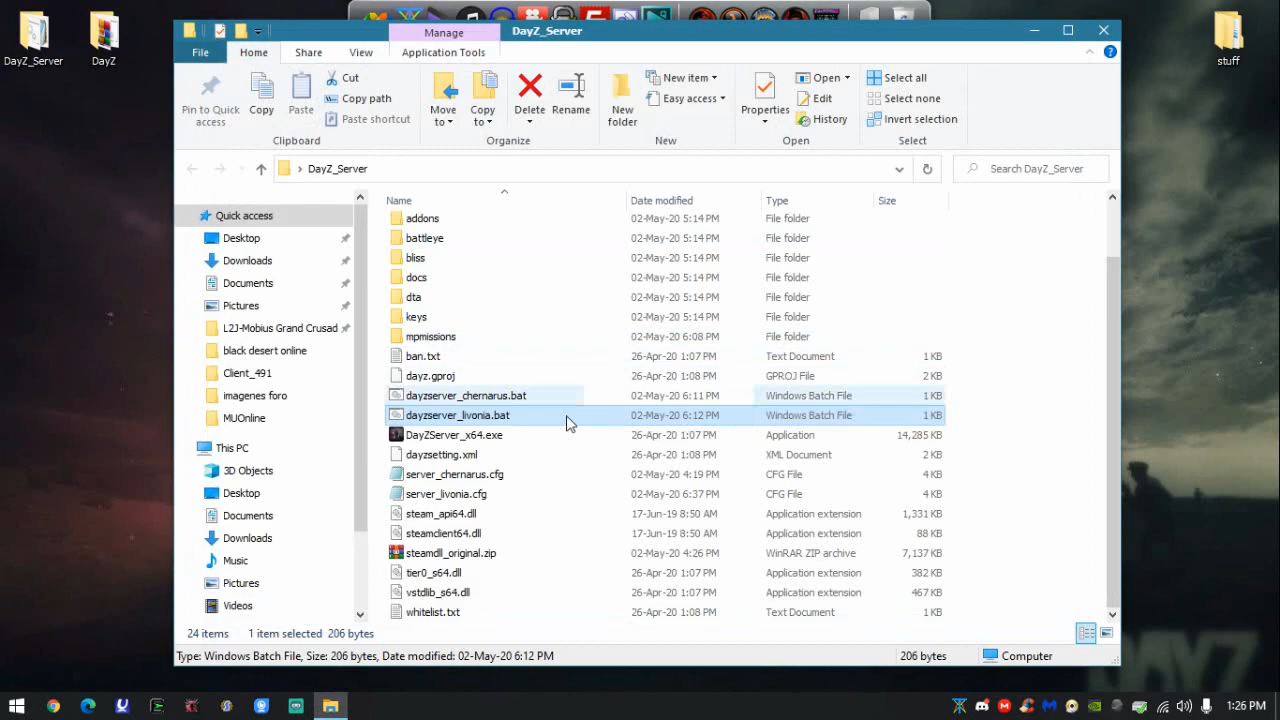 DayZ_Server
DayZ
stuff
Manage
DayZ_Server
File
Home
Share
View
Application Tools
Pin to Quick
access
Copy
Paste
Cut
Copy path
Paste shortcut
Clipboard
Move
to
Copy
to
Delete
Rename
Organize
New
folder
New item
Easy access
New
Properties
Open
Edit
History
Open
Select all
Select none
Invert selection
Select
DayZ_Server
Search DayZ_Server
Quick access
Desktop
Downloads
Documents
Pictures
L2J-Mobius Grand Crusad
black desert online
Client_491
imagenes foro
MUOnline
This PC
3D Objects
Desktop
Documents
Downloads
Music
Pictures
Videos
Name Date modified Type Size
addons 02-May-20 5:14 PM File folder
battleye 02-May-20 5:14 PM File folder
bliss 02-May-20 5:14 PM File folder
docs 02-May-20 5:14 PM File folder
dta 02-May-20 5:14 PM File folder
keys 02-May-20 5:14 PM File folder
mpmissions 02-May-20 6:08 PM File folder
ban.txt 26-Apr-20 1:07 PM Text Document 1 KB
dayz.gproj 26-Apr-20 1:08 PM GPROJ File 2 KB
dayzserver_chernarus.bat 02-May-20 6:11 PM Windows Batch File 1 KB
dayzserver_livonia.bat 02-May-20 6:12 PM Windows Batch File 1 KB
DayZServer_x64.exe 26-Apr-20 1:07 PM Application 14,285 KB
dayzsetting.xml 26-Apr-20 1:08 PM XML Document 2 KB
server_chernarus.cfg 02-May-20 4:19 PM CFG File 4 KB
server_livonia.cfg 02-May-20 6:37 PM CFG File 4 KB
steam_api64.dll 17-Jun-19 8:50 AM Application extension 1,331 KB
steamclient64.dll 17-Jun-19 8:50 AM Application extension 88 KB
steamdll_original.zip 02-May-20 4:26 PM WinRAR ZIP archive 7,137 KB
tier0_s64.dll 26-Apr-20 1:07 PM Application extension 382 KB
vstdlib_s64.dll 26-Apr-20 1:07 PM Application extension 467 KB
whitelist.txt 26-Apr-20 1:08 PM Text Document 1 KB
24 items 1 item selected 206 bytes
Type: Windows Batch File, Size: 206 bytes, Date modified: 02-May-20 6:12 PM 206 bytes Computer
1:26 PM